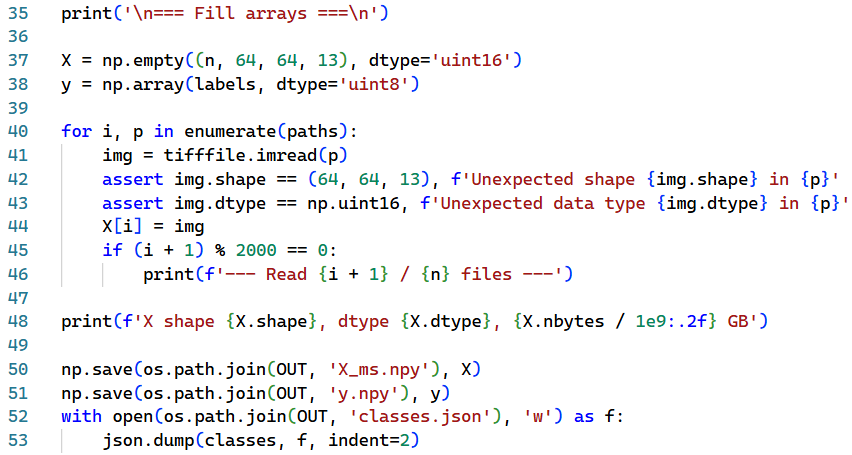 35 print('\n=== Fill arrays ===\n')
36
37 X = np.empty((n, 64, 64, 13), dtype='uint16')
38 y = np.array(labels, dtype='uint8')
39
40 for i, p in enumerate(paths):
41     img = tifffile.imread(p)
42     assert img.shape == (64, 64, 13), f'Unexpected shape {img.shape} in {p}'
43     assert img.dtype == np.uint16, f'Unexpected data type {img.dtype} in {p}'
44     X[i] = img
45     if (i + 1) % 2000 == 0:
46         print(f'--- Read {i + 1} / {n} files ---')
47
48 print(f'X shape {X.shape}, dtype {X.dtype}, {X.nbytes / 1e9:.2f} GB')
49
50 np.save(os.path.join(OUT, 'X_ms.npy'), X)
51 np.save(os.path.join(OUT, 'y.npy'), y)
52 with open(os.path.join(OUT, 'classes.json'), 'w') as f:
53     json.dump(classes, f, indent=2)